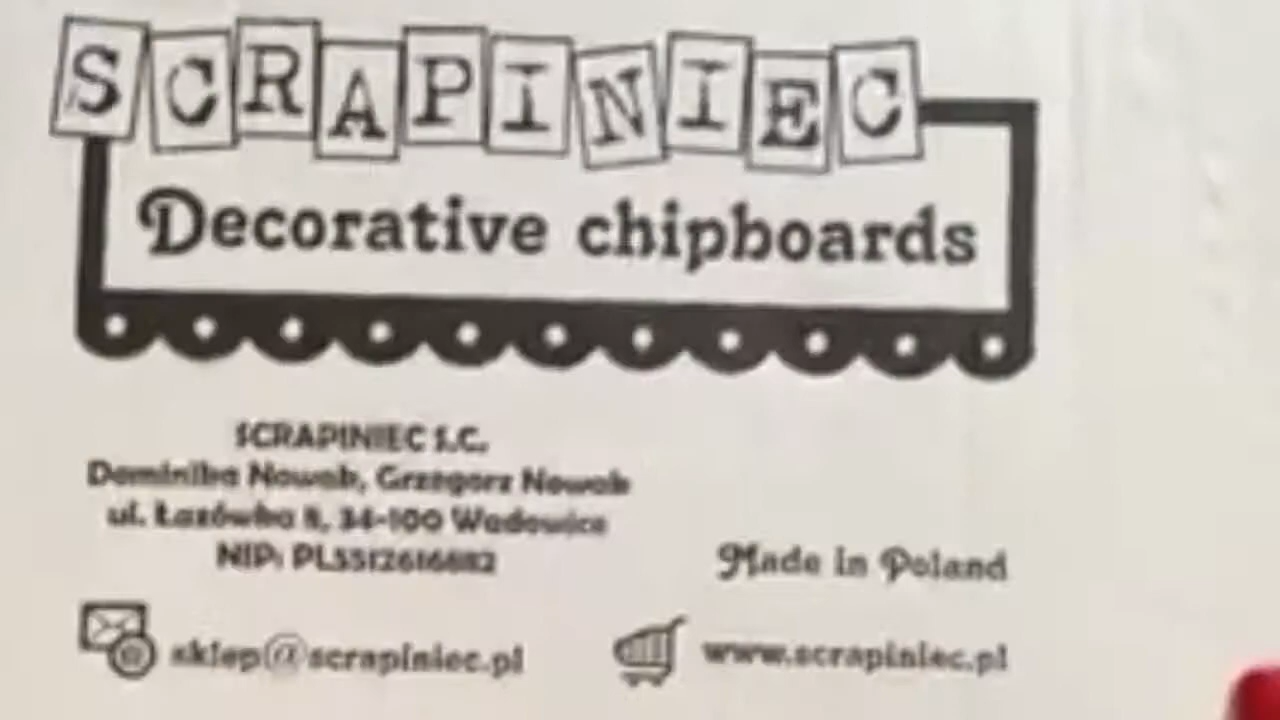 SCRAPINIEC
Decorative chipboards
SCRAPINIEC S.C.
Dominika Nowak, Grzegorz Nowak
ul. Łazówka 34-100 Wadowice
NIP:
Made in Poland
sklep@scrapiniec.pl
www.scrapiniec.pl